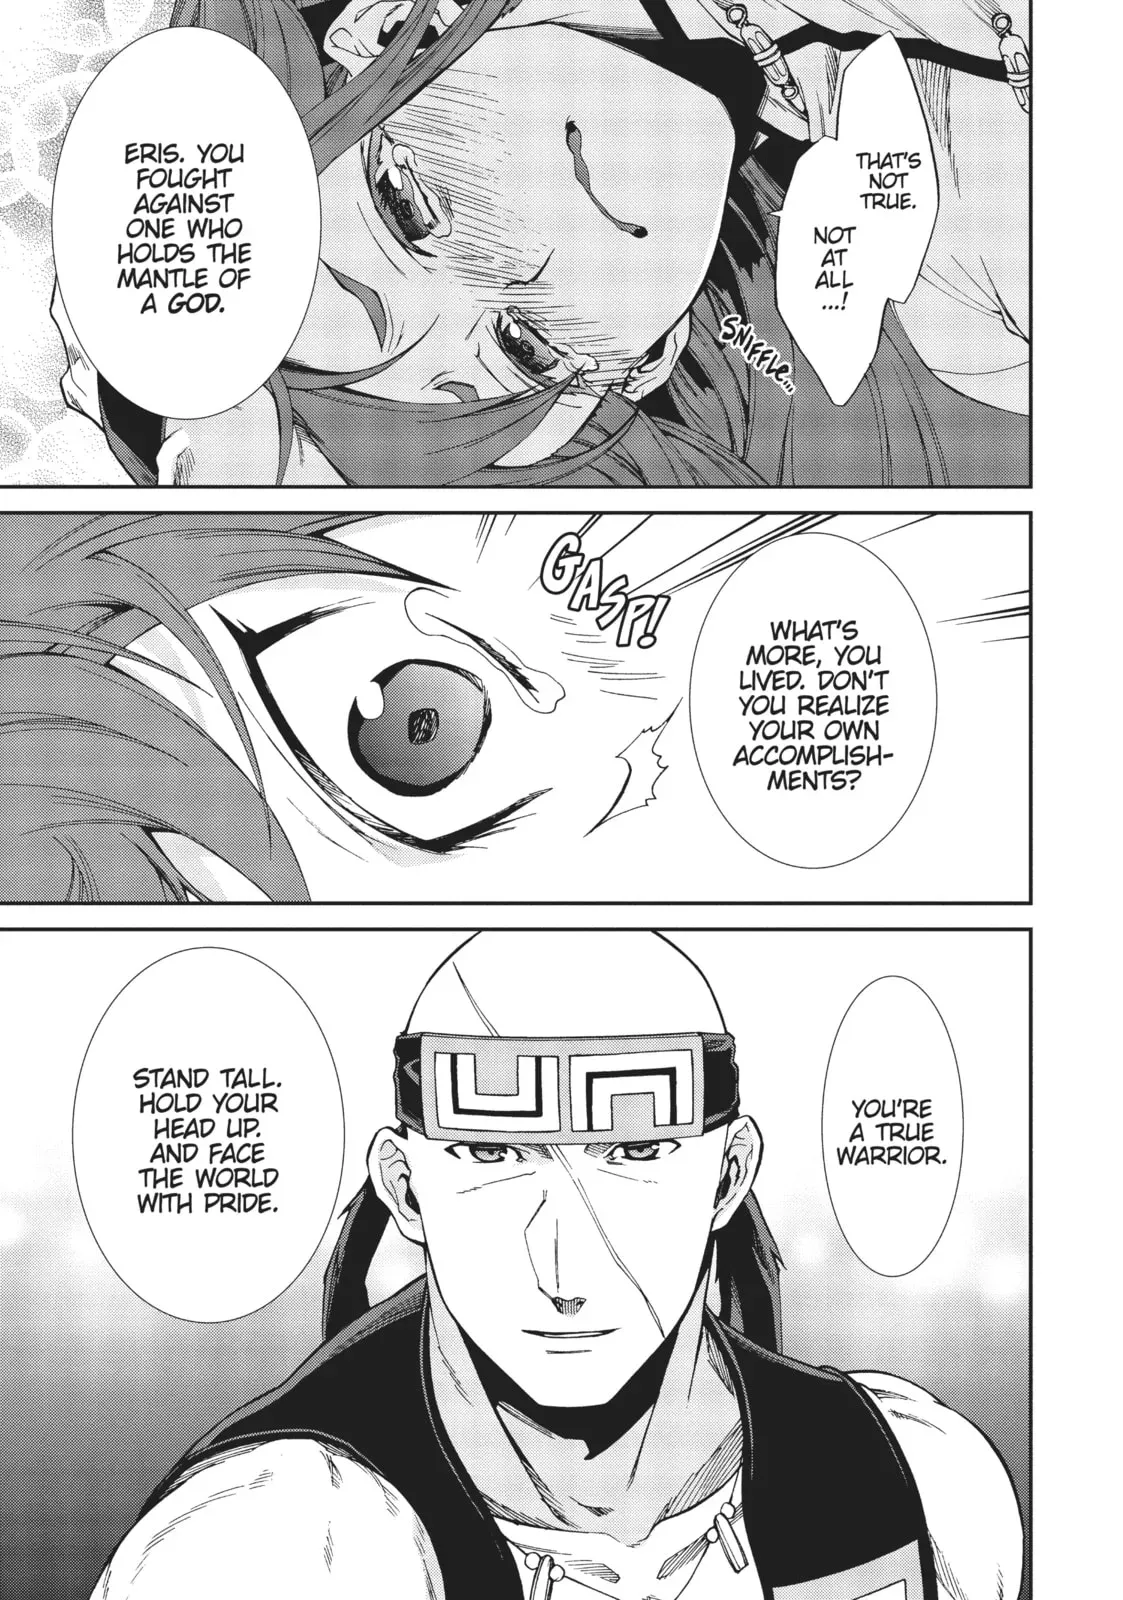 THAT'S
NOT
TRUE.
NOT
AT
ALL
...!
SNIFFLE...
ERIS. YOU
FOUGHT
AGAINST
ONE WHO
HOLDS THE
MANTLE OF
A GOD.
WHAT'S
MORE, YOU
LIVED. DON'T
YOU REALIZE
YOUR OWN
ACCOMPLISH-
MENTS?
GASP!
YOU'RE
A TRUE
WARRIOR.
STAND TALL.
HOLD YOUR
HEAD UP.
AND FACE
THE WORLD
WITH PRIDE.